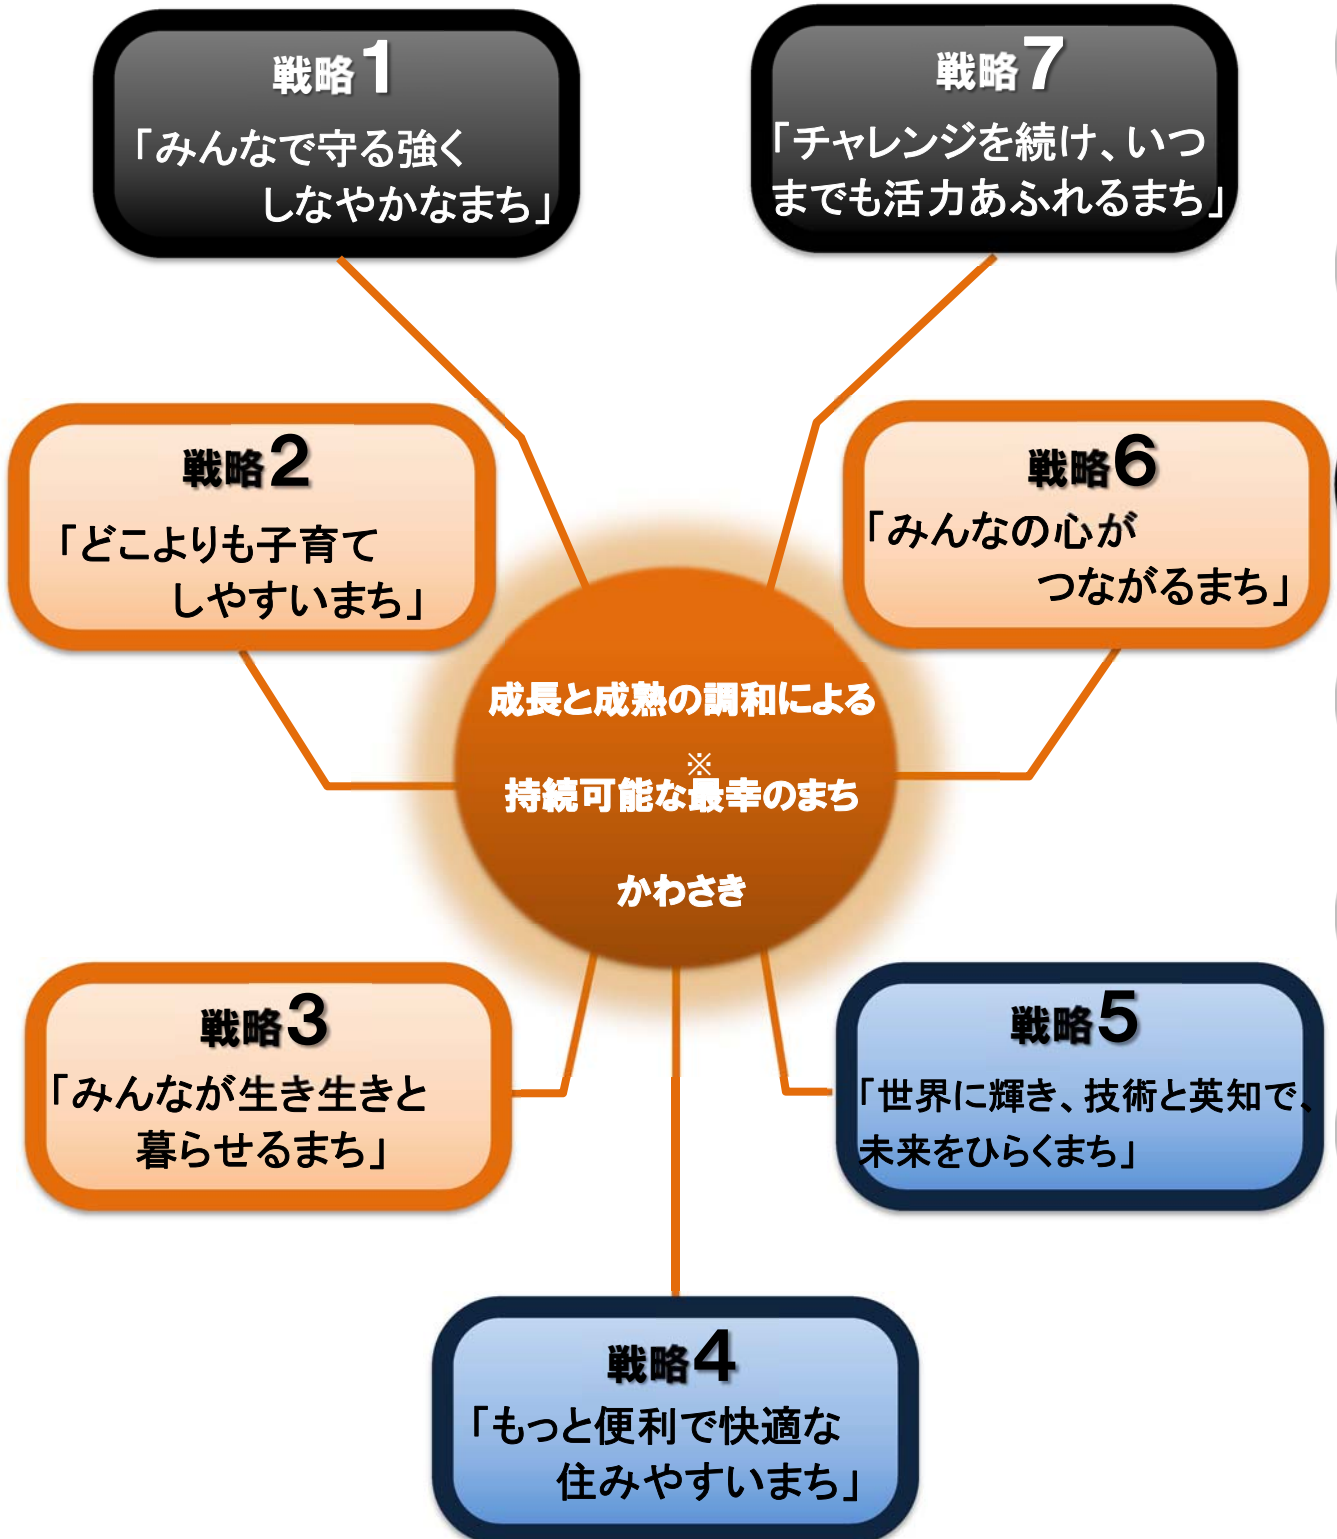 戦略1
「みんなで守る強く
しなやかなまち」
戦略7
「チャレンジを続け、いつ
までも活力あふれるまち」
戦略2
「どこよりも子育て
しやすいまち」
戦略6
「みんなの心が
つながるまち」
成長と成熟の調和による
※
持続可能な最幸のまち
かわさき
戦略3
「みんなが生き生きと
暮らせるまち」
戦略5
「世界に輝き、技術と英知で、
未来をひらくまち」
戦略4
「もっと便利で快適な
住みやすいまち」